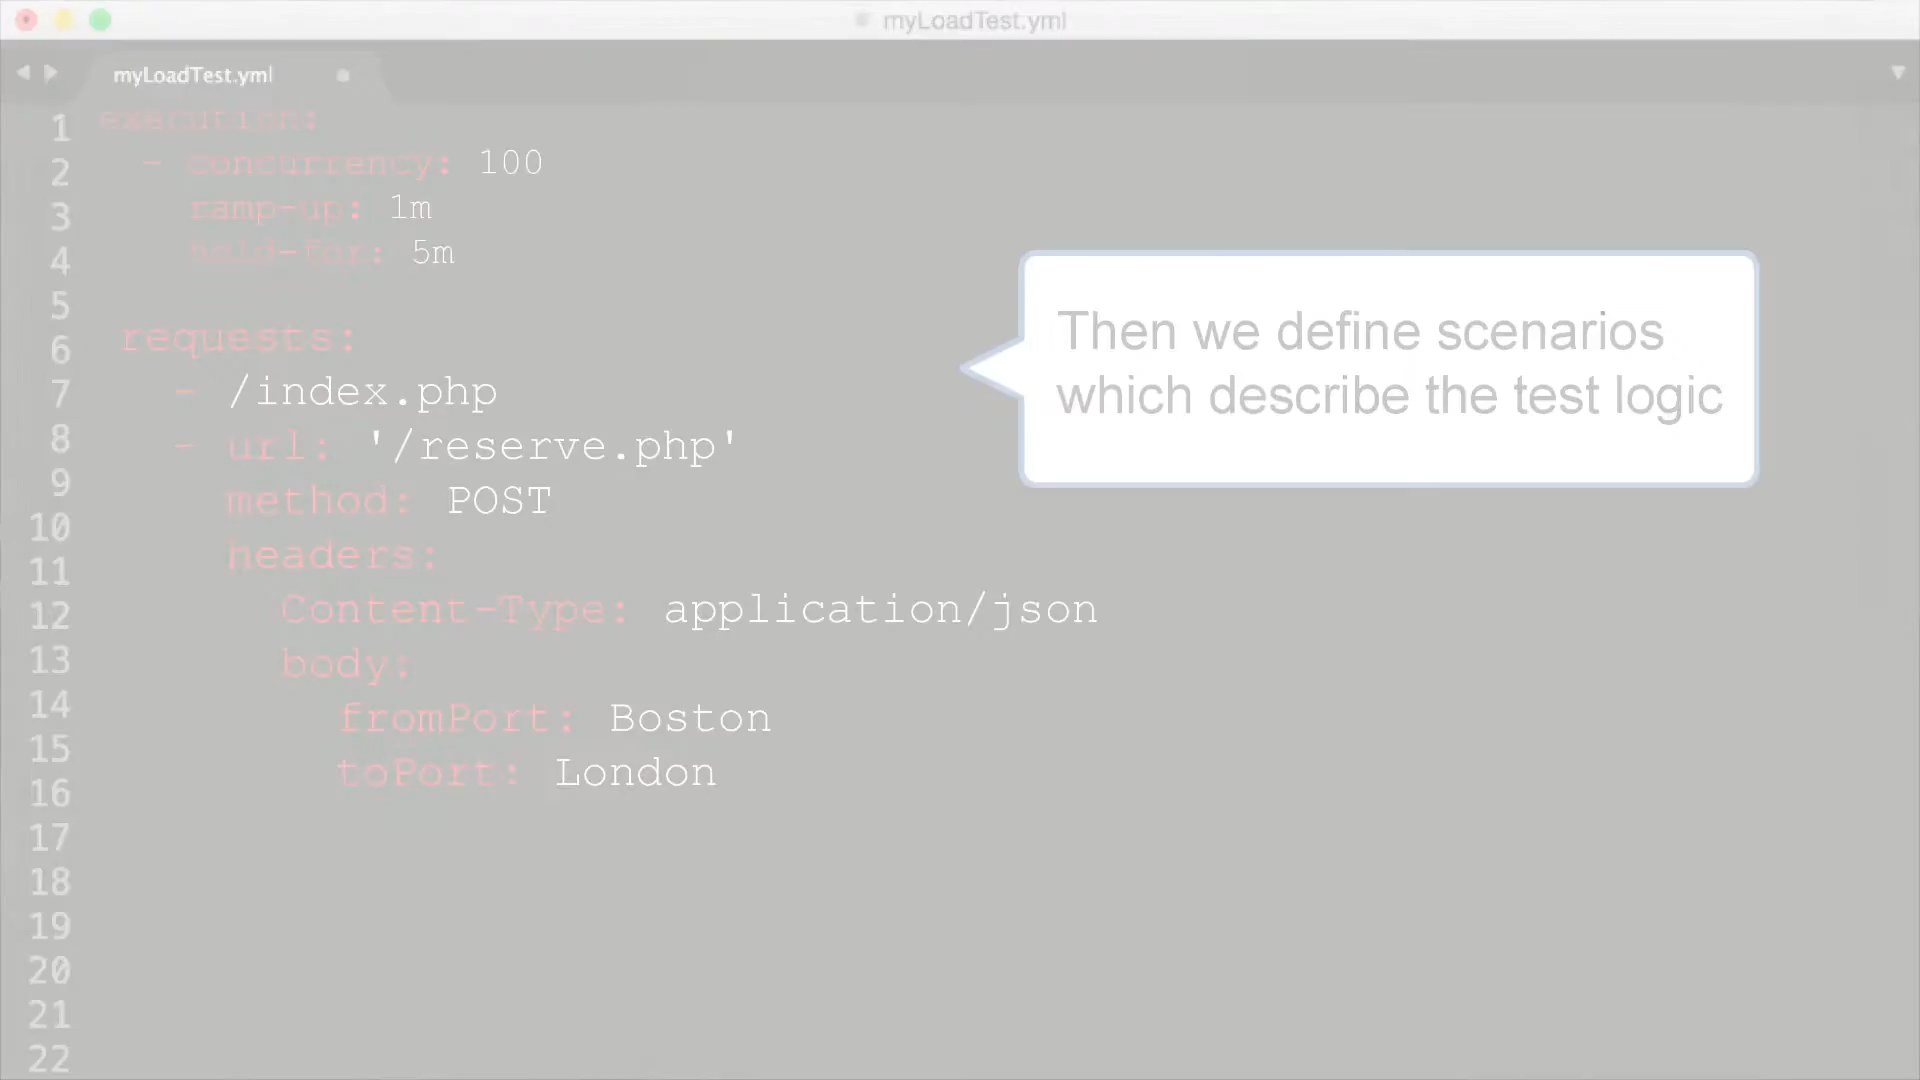 myLoadTest.yml
myLoadTest.yml
1 execution:
2 - concurrency: 100
3 ramp-up: 1m
4 hold-for: 5m
5
6 requests:
7 - /index.php
8 - url: '/reserve.php'
9 method: POST
10 headers:
11 Content-Type: application/json
12 body:
13 fromPort: Boston
14 toPort: London
15
16
17
18
19
20
21
22
Then we define scenarios
which describe the test logic